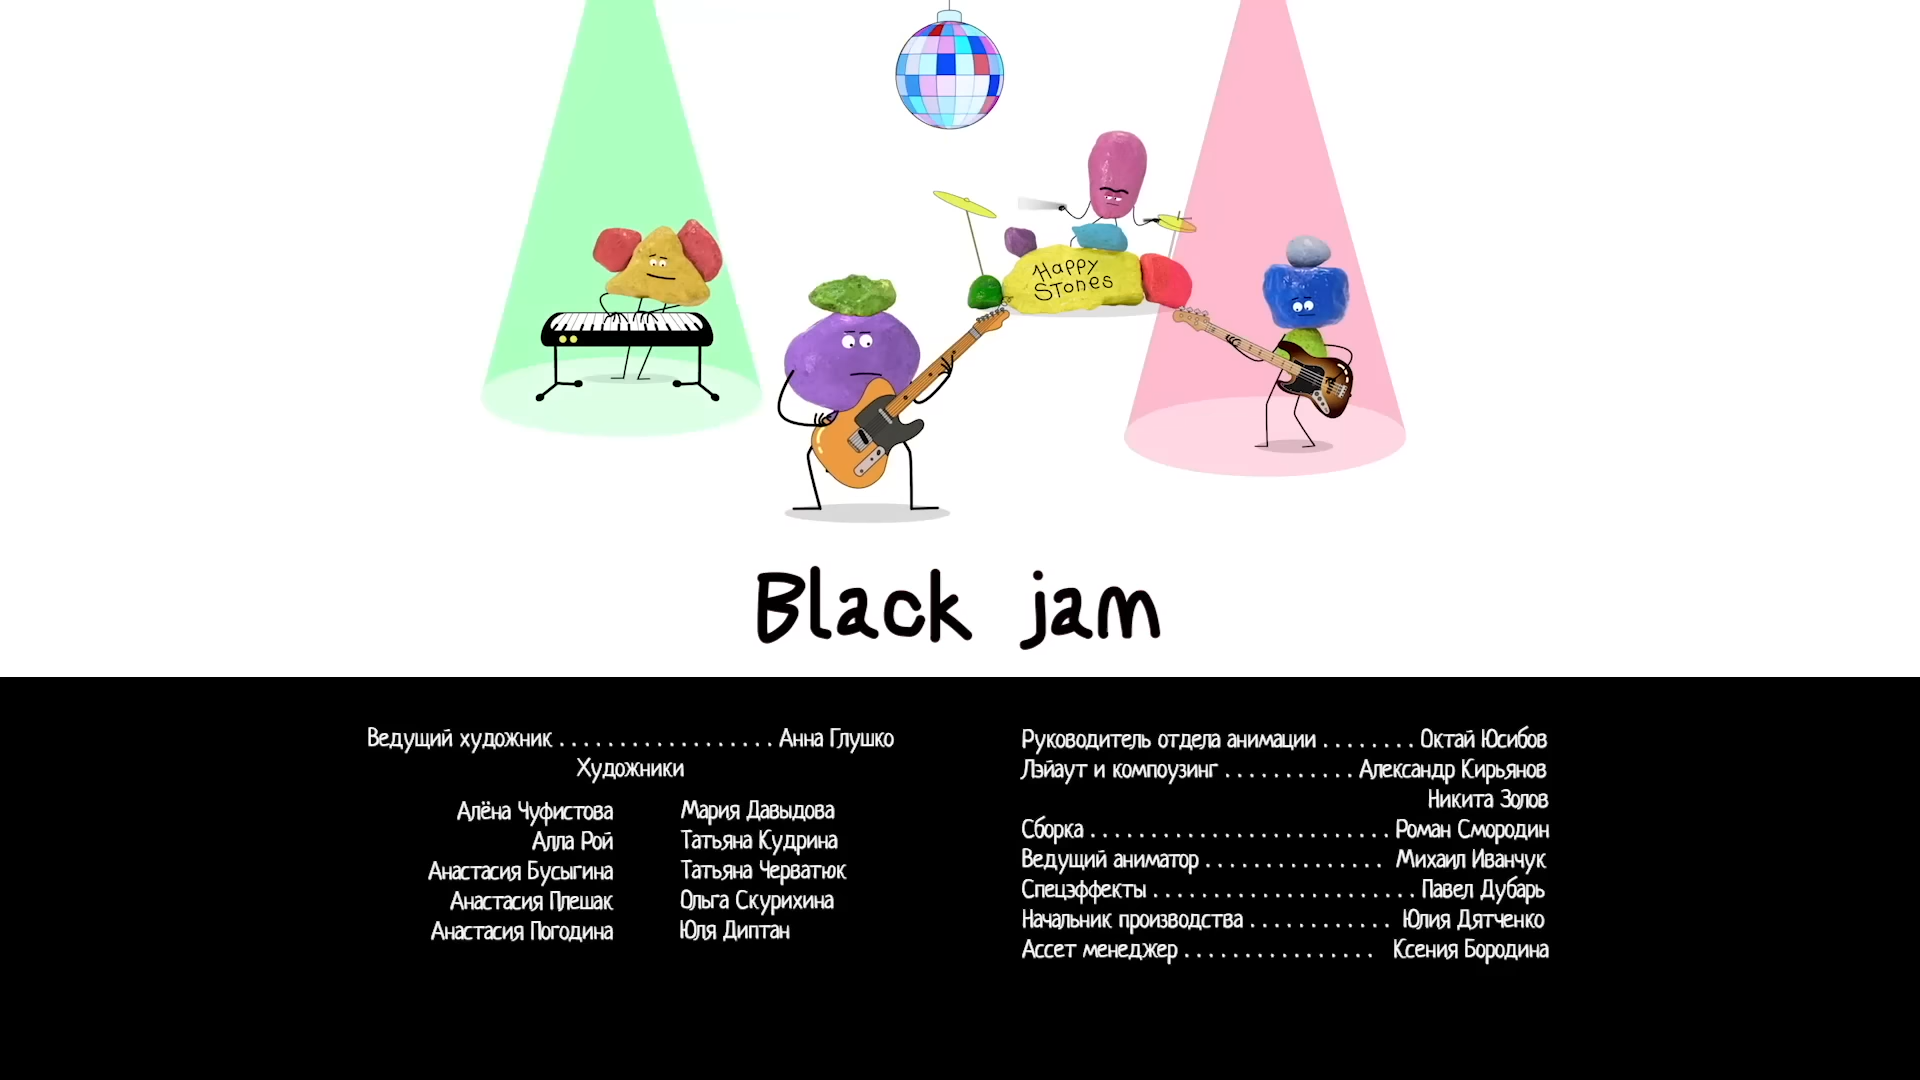 Happy
Stones
Black jam
Ведущий художник . . . . . . . . . . . . . . . . . . Анна Глушко
Художники
Алёна Чуфистова
Алла Рой
Анастасия Бусыгина
Анастасия Плешак
Анастасия Погодина
Мария Давыдова
Татьяна Кудрина
Татьяна Черватюк
Ольга Скурихина
Юля Диптан
Руководитель отдела анимации . . . . . . . . Октай Юсибов
Лэйаут и компоузинг . . . . . . . . . . . Александр Кирьянов
Никита Золов
Сборка . . . . . . . . . . . . . . . . . . . . . . . . . Роман Смородин
Ведущий аниматор . . . . . . . . . . . . . . . Михаил Иванчук
Спецэффекты . . . . . . . . . . . . . . . . . . . . . . Павел Дубарь
Начальник производства . . . . . . . . . . . . Юлия Дятченко
Ассет менеджер . . . . . . . . . . . . . . . . Ксения Бородина